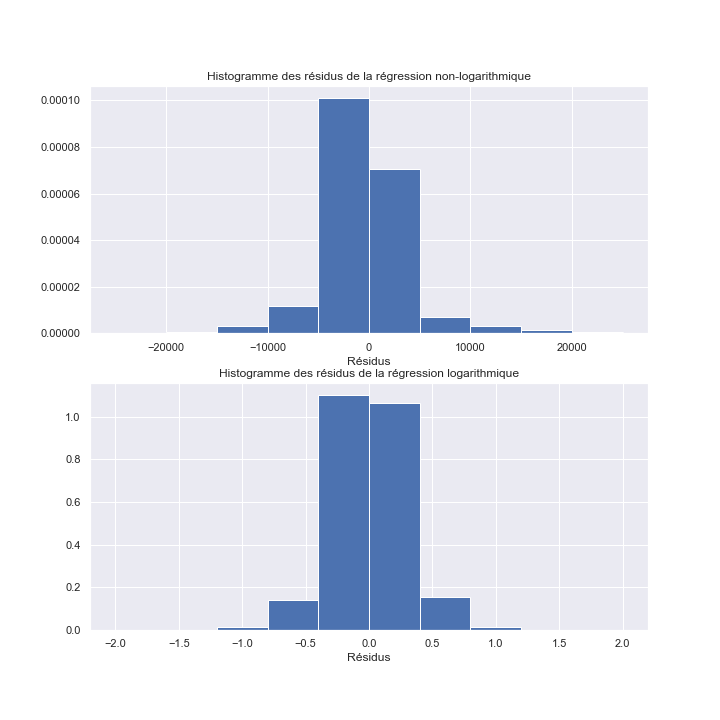 Histogramme des résidus de la régression non-logarithmique
0.00010
0.00008
0.00006
0.00004
0.00002
0.00000
−20000 −10000 0 10000 20000
Résidus
Histogramme des résidus de la régression logarithmique
1.0
0.8
0.6
0.4
0.2
0.0
−2.0 −1.5 −1.0 −0.5 0.0 0.5 1.0 1.5 2.0
Résidus